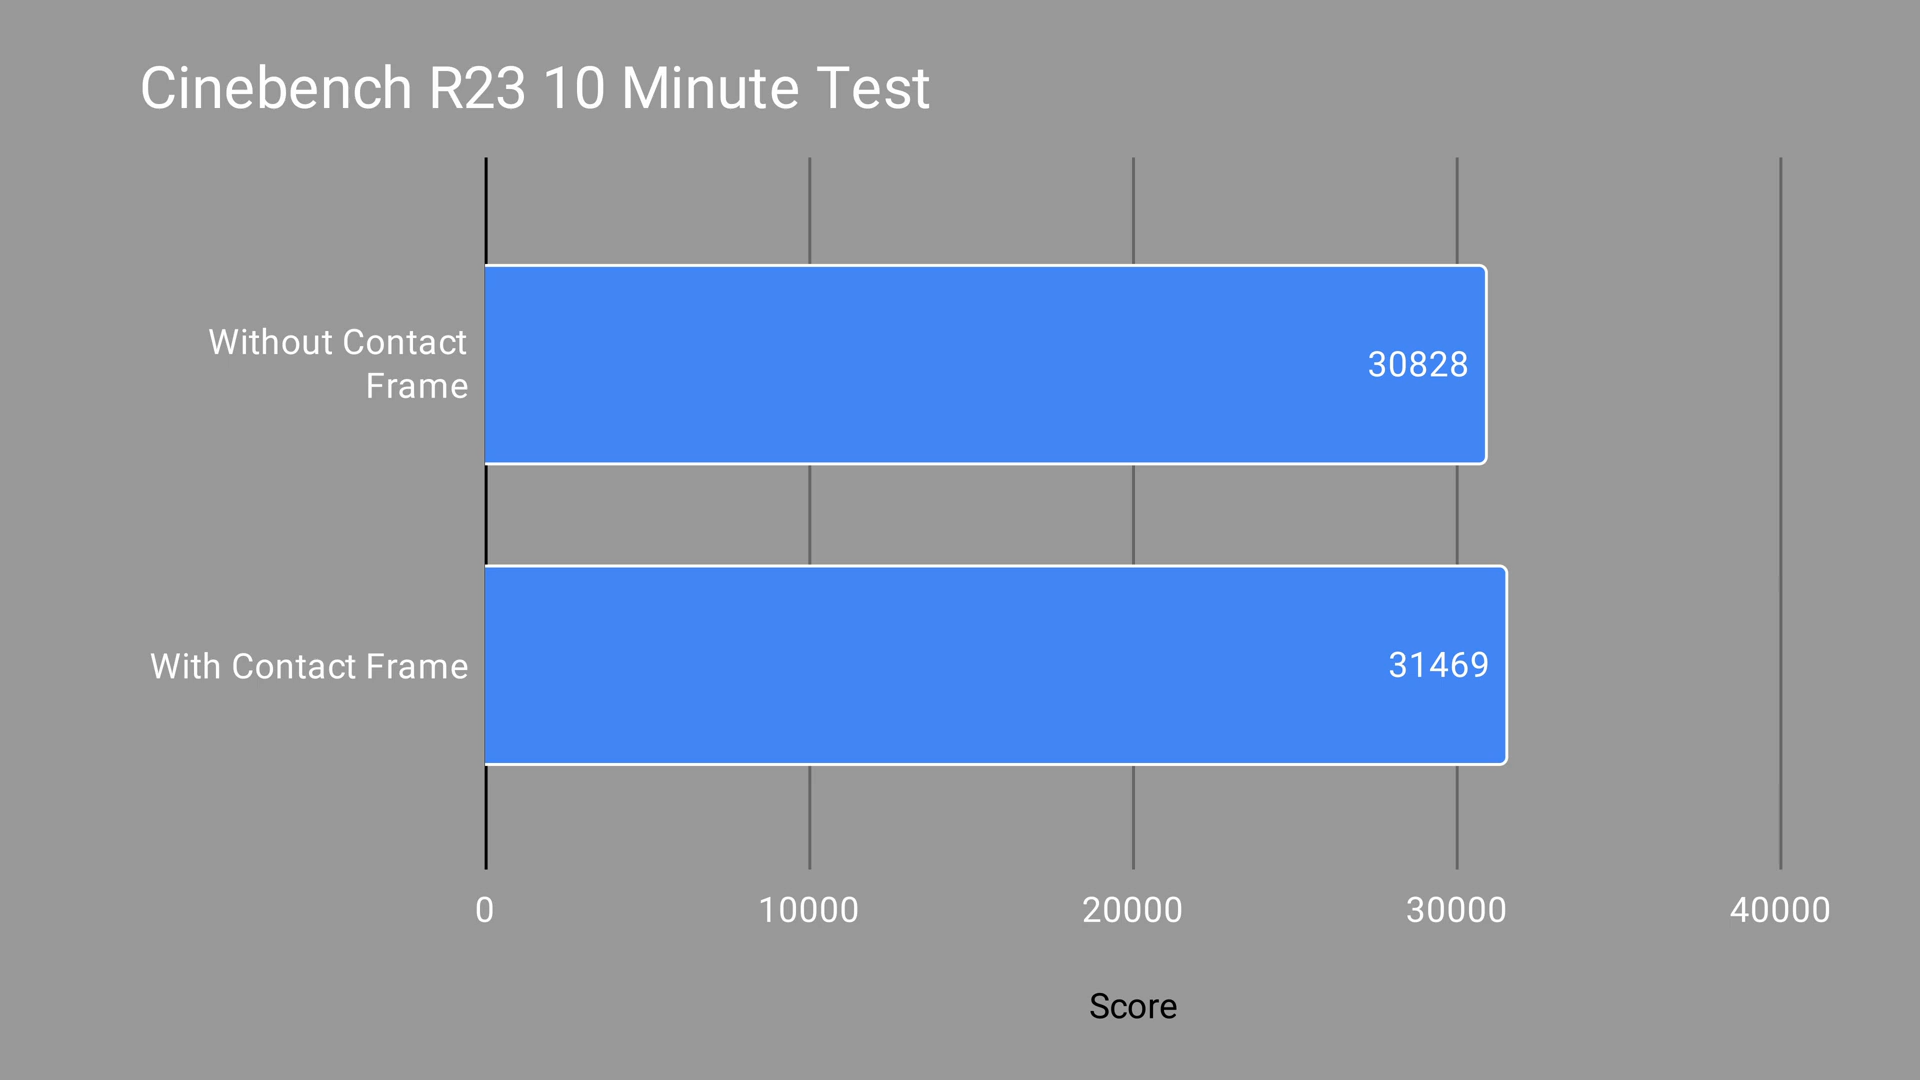 Cinebench R23 10 Minute Test
Without Contact
Frame
30828
With Contact Frame
31469
0
10000
20000
30000
40000
Score